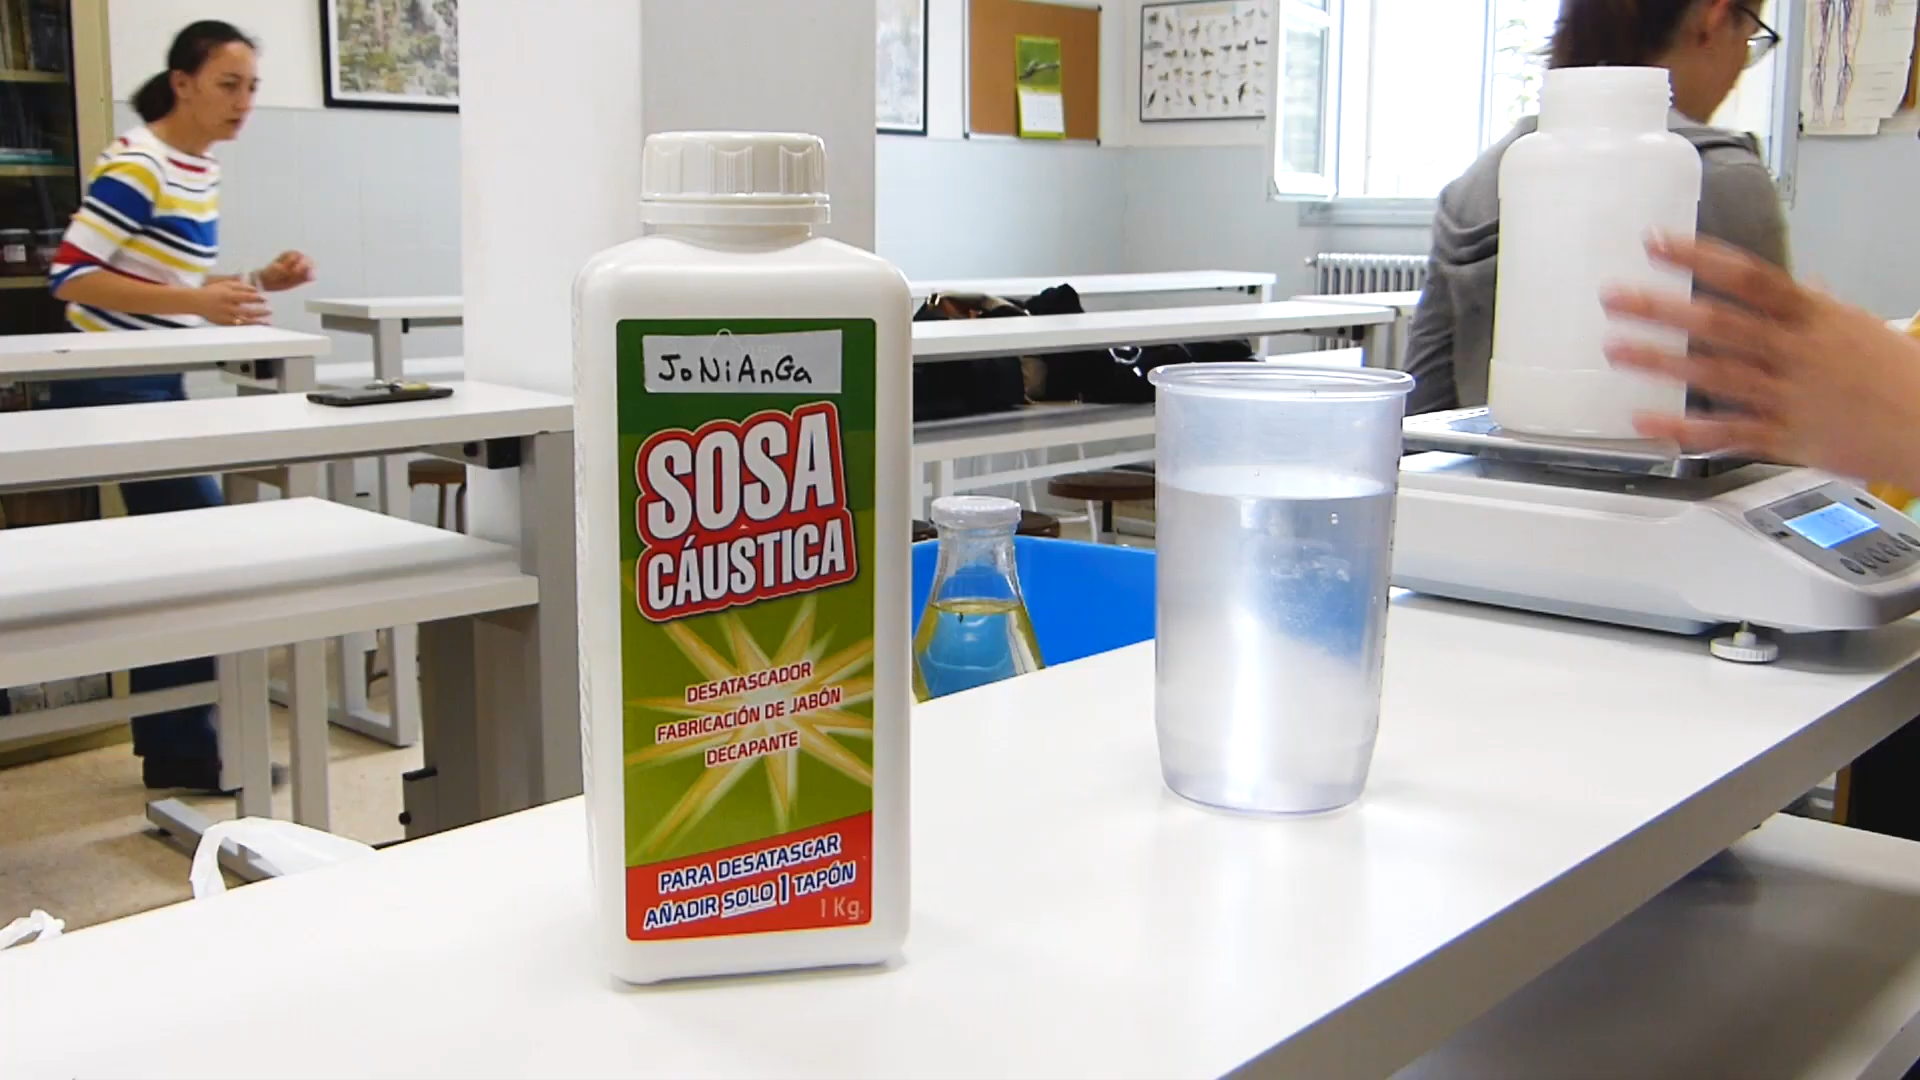 JoNiAnGa
SOSA
CÁUSTICA
DESATASCADOR
FABRICACIÓN DE JABÓN
DECAPANTE
PARA DESATASCAR
AÑADIR SOLO 1 TAPÓN
1 Kg.